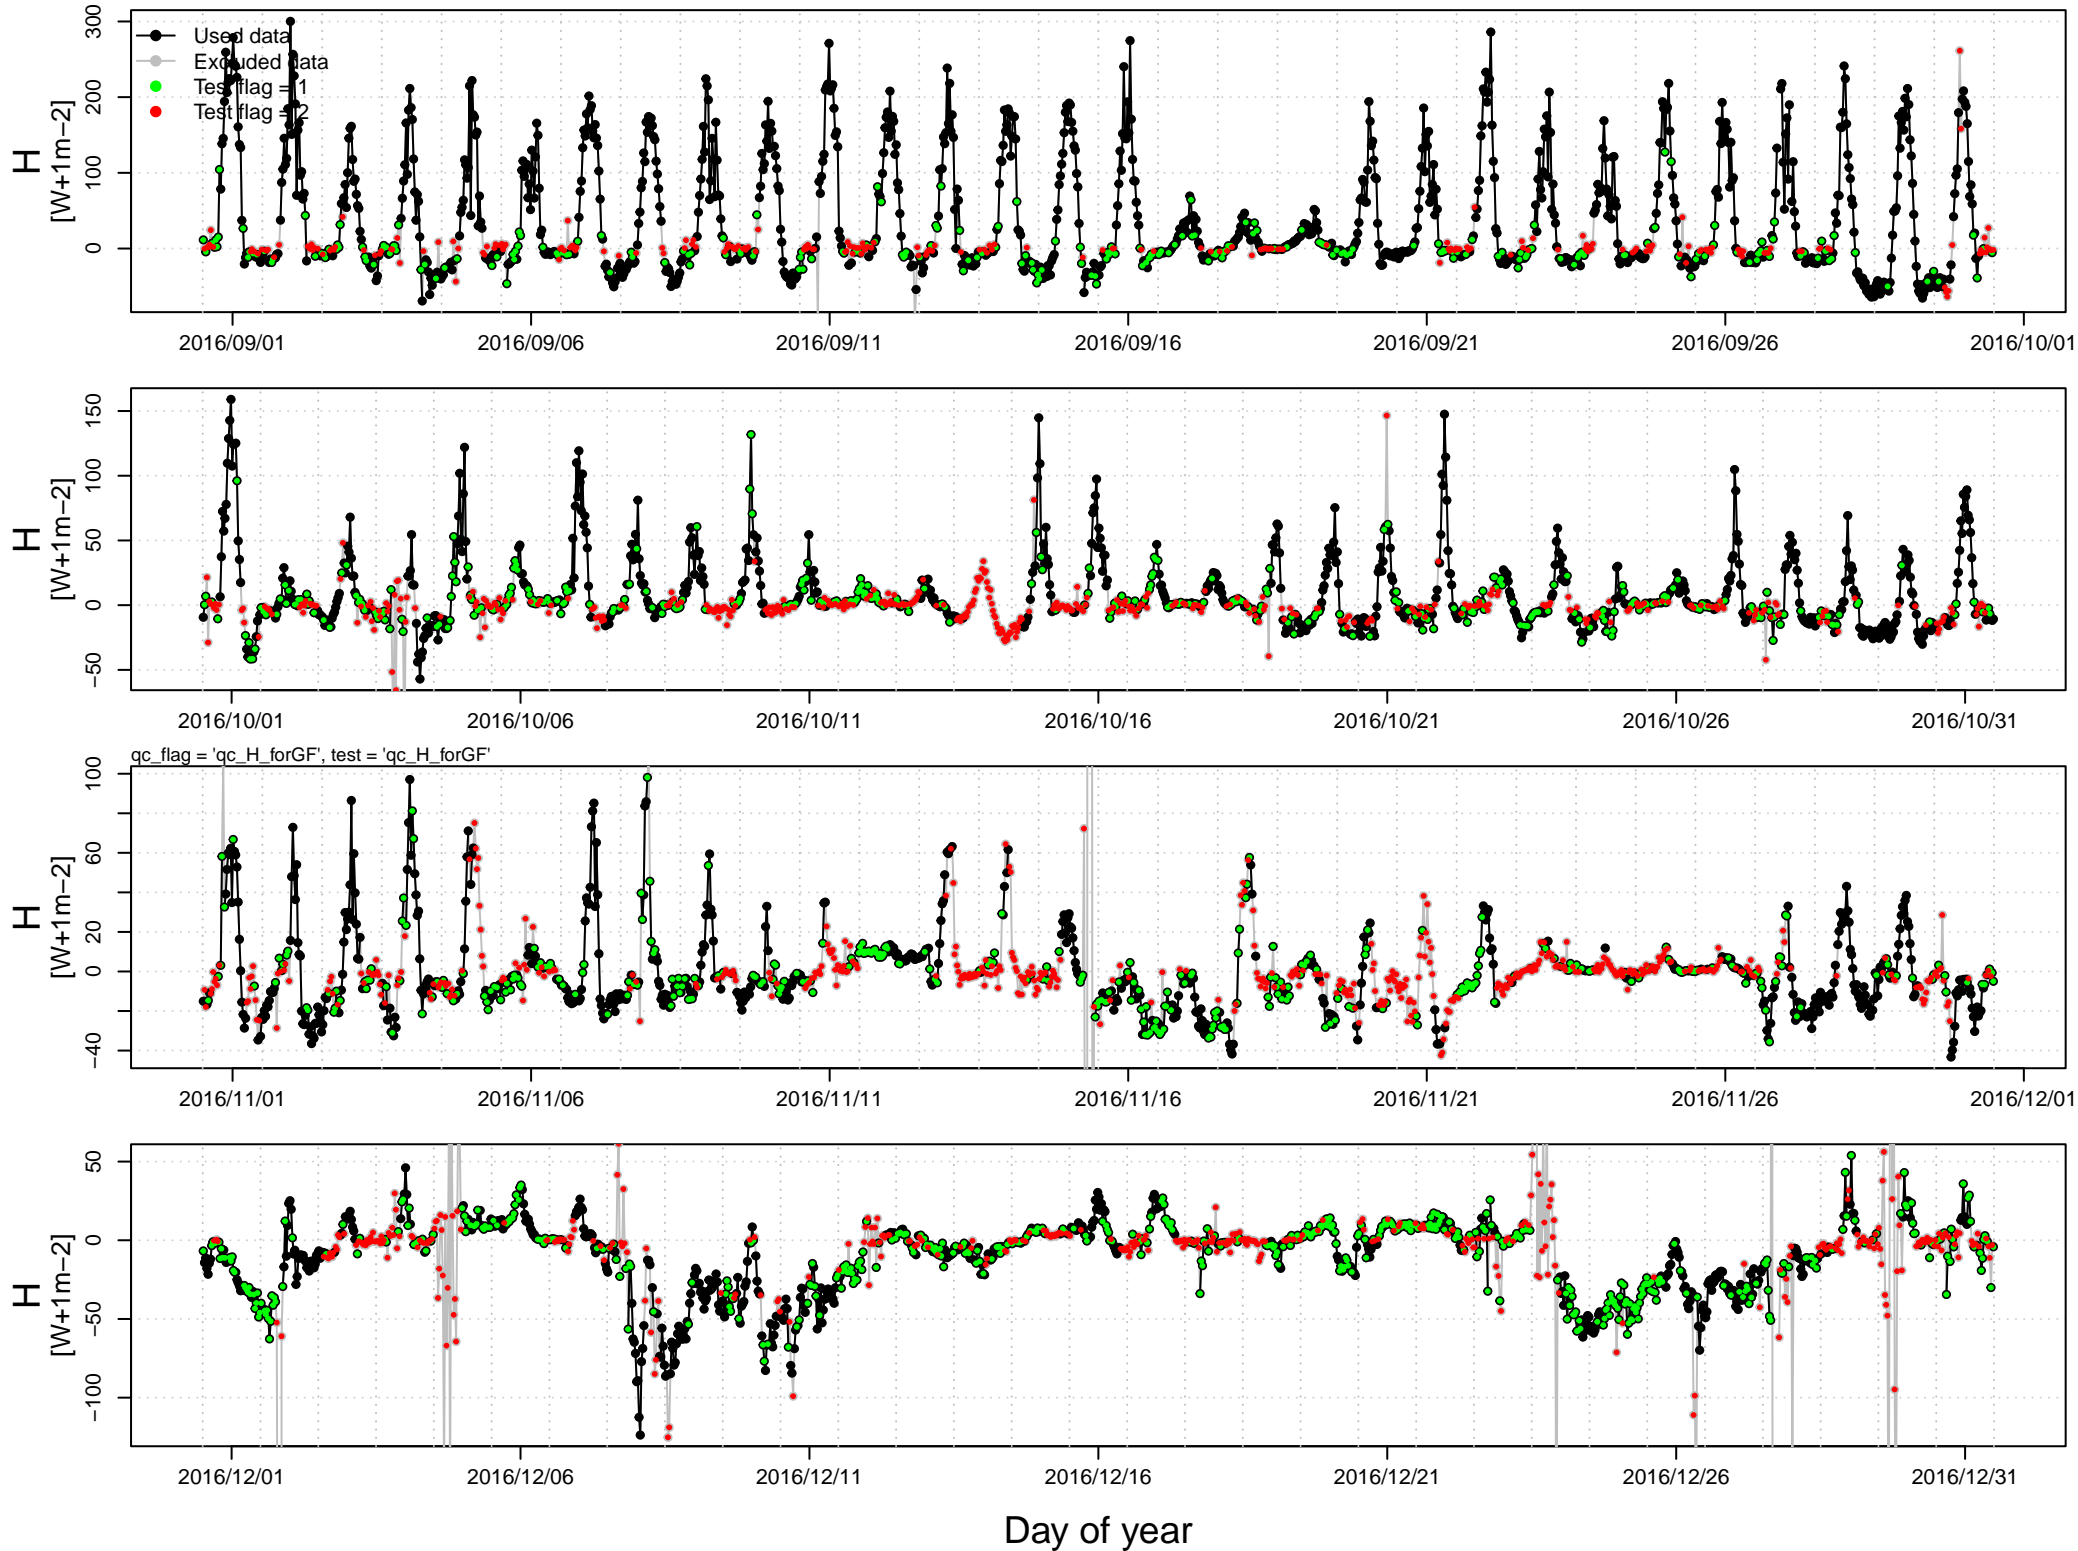 Used data
Excluded data
Test flag = 1
Test flag = 2
H
[W+1m−2]
0 100 200 300
2016/09/01 2016/09/06 2016/09/11 2016/09/16 2016/09/21 2016/09/26 2016/10/01
H
[W+1m−2]
−50 0 50 100 150
2016/10/01 2016/10/06 2016/10/11 2016/10/16 2016/10/21 2016/10/26 2016/10/31
qc_flag = 'qc_H_forGF', test = 'qc_H_forGF'
H
[W+1m−2]
−40 0 20 60 100
2016/11/01 2016/11/06 2016/11/11 2016/11/16 2016/11/21 2016/11/26 2016/12/01
H
[W+1m−2]
−100 −50 0 50
2016/12/01 2016/12/06 2016/12/11 2016/12/16 2016/12/21 2016/12/26 2016/12/31
Day of year